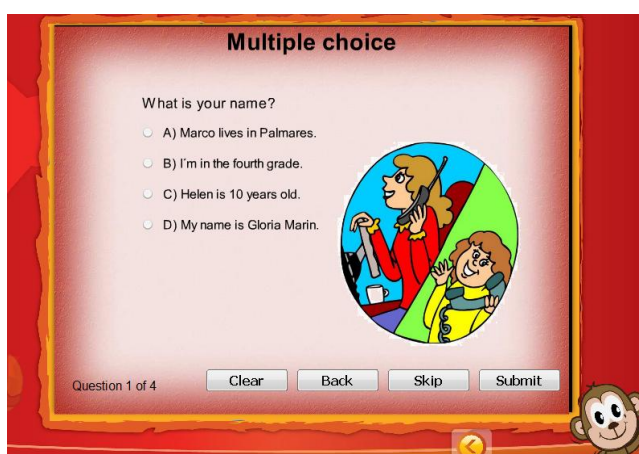 Multiple choice
What is your name?
A) Marco lives in Palmares.
B) I´m in the fourth grade.
C) Helen is 10 years old.
D) My name is Gloria Marin.
Question 1 of 4
Clear
Back
Skip
Submit